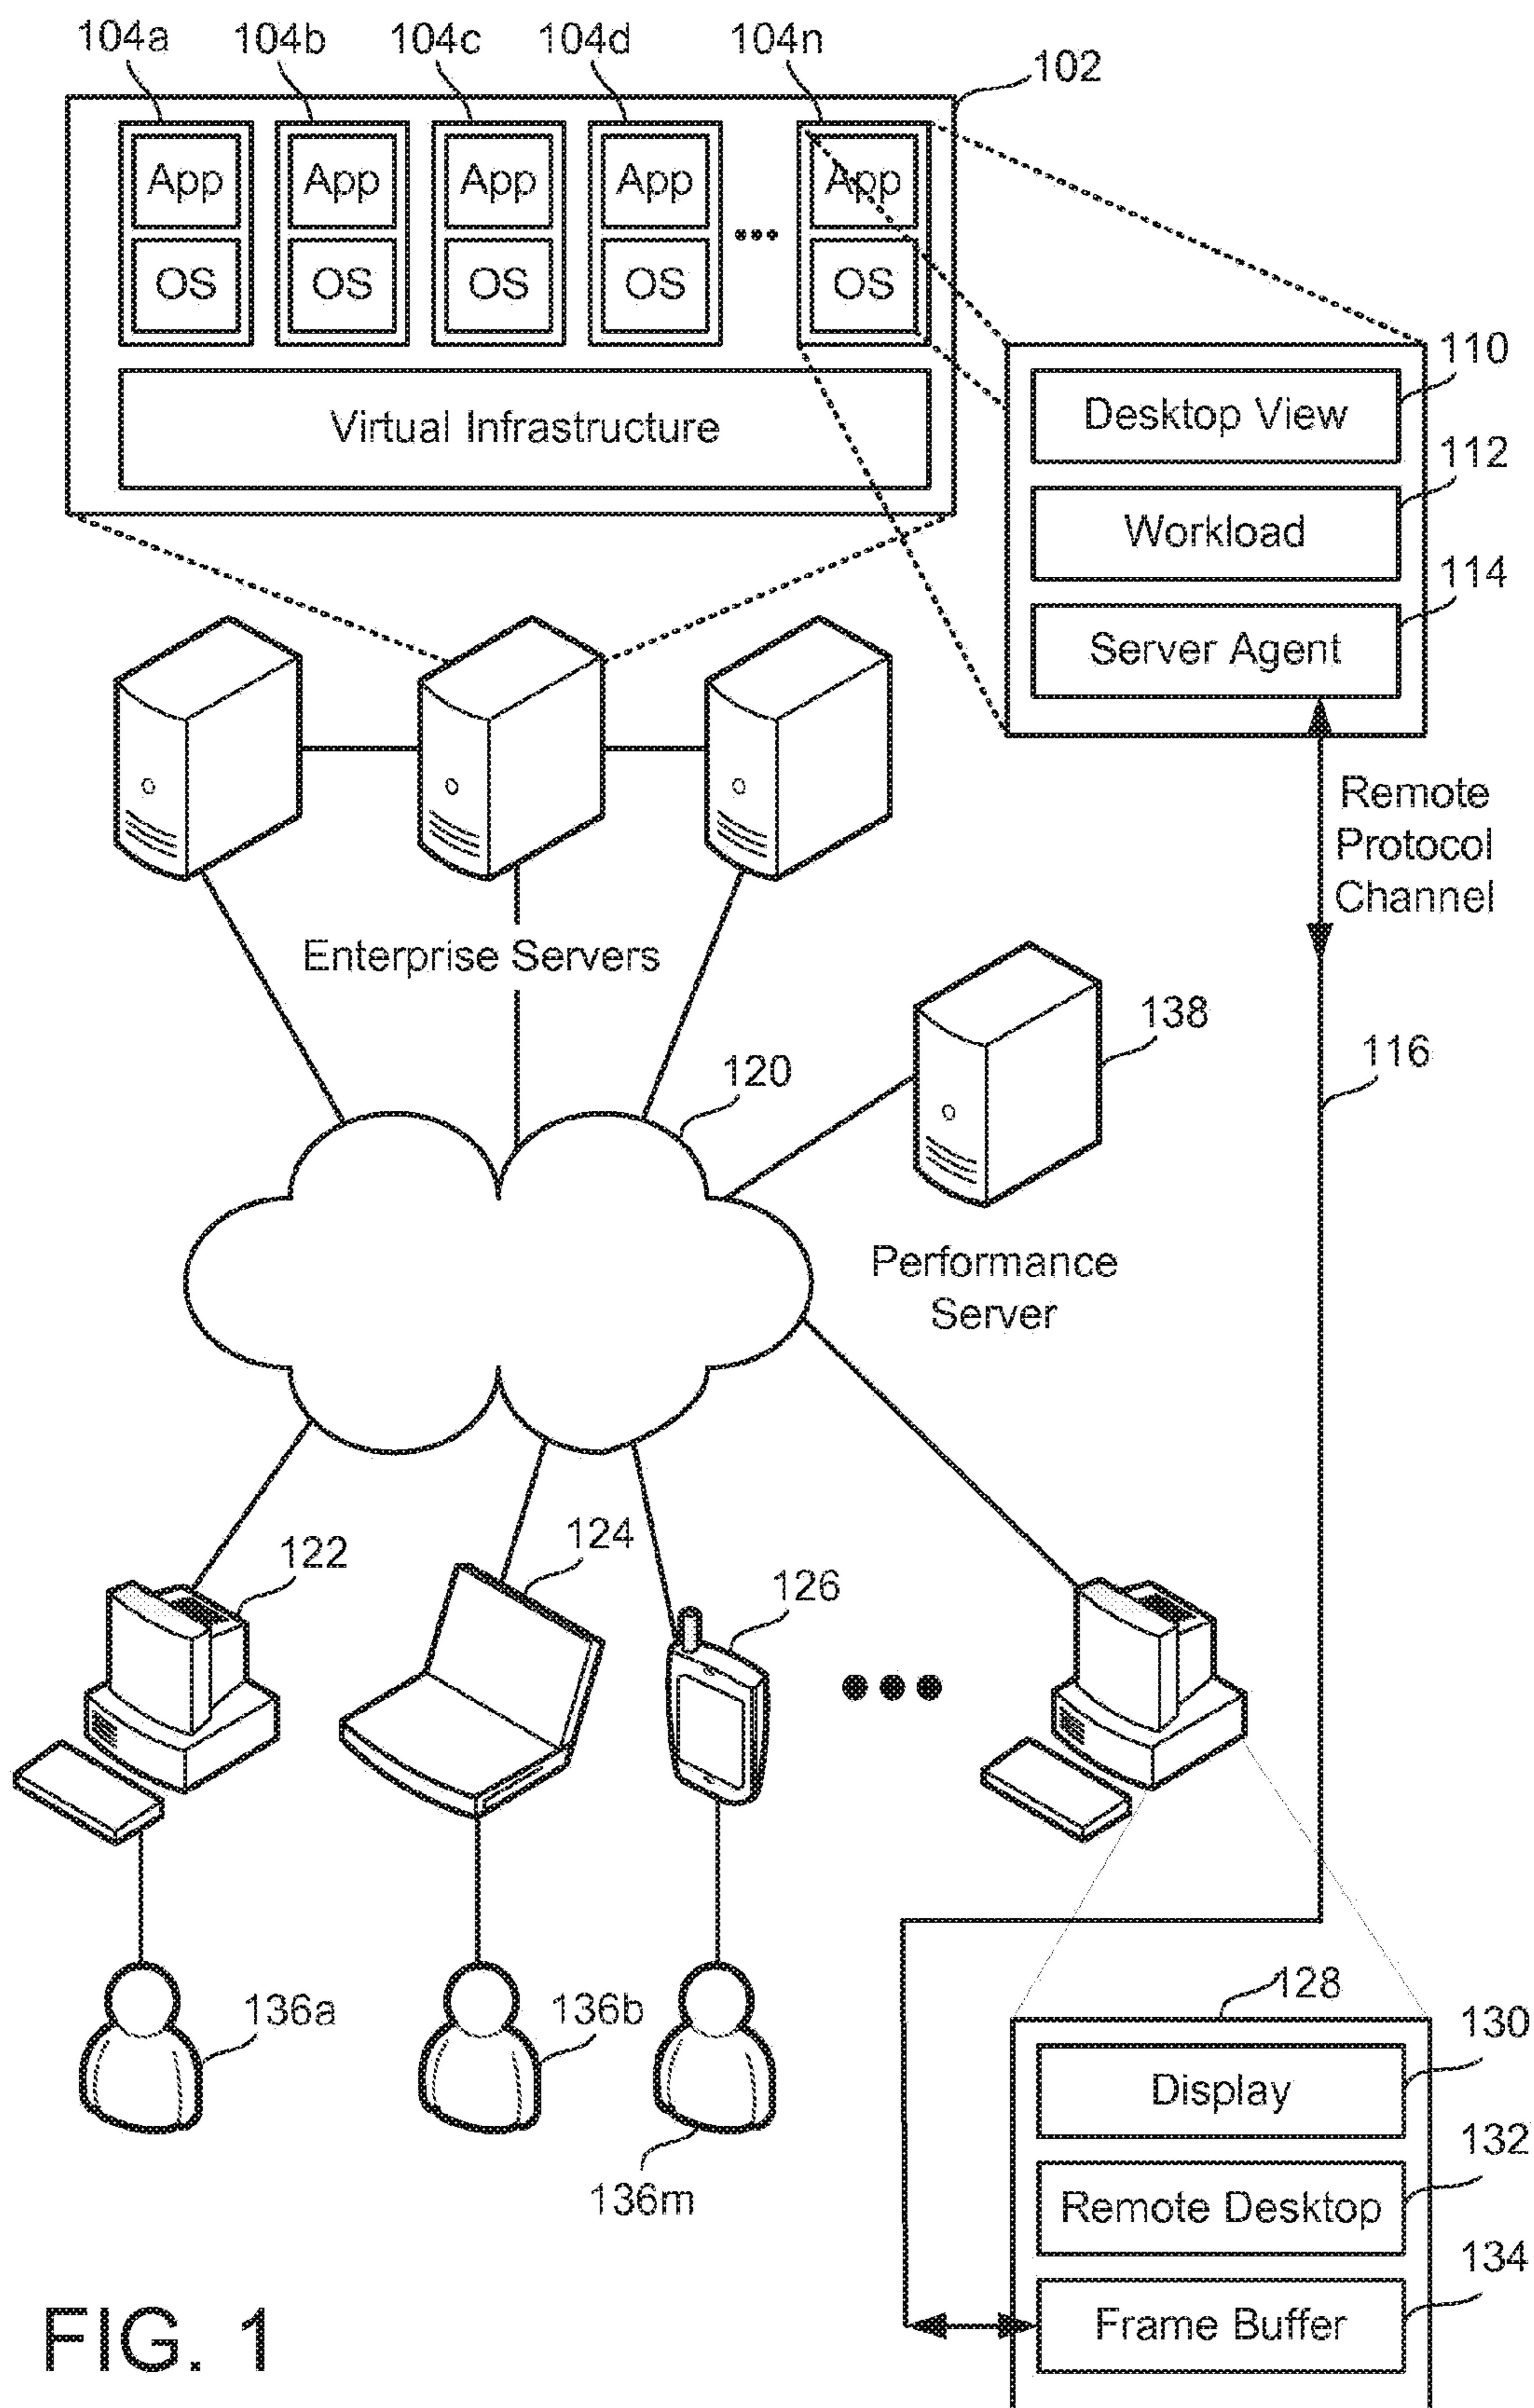 104a 104b 104c 104d 104n
102
App App App App App
...
OS OS OS OS OS
110
Desktop View
Virtual Infrastructure
112
Workload
114
Server Agent
Remote
Protocol
Channel
Enterprise Servers
138
116
120
Performance
Server
124
122
126
128
136a 136b
130
Display
132
136m
Remote Desktop
134
Frame Buffer
FIG. 1